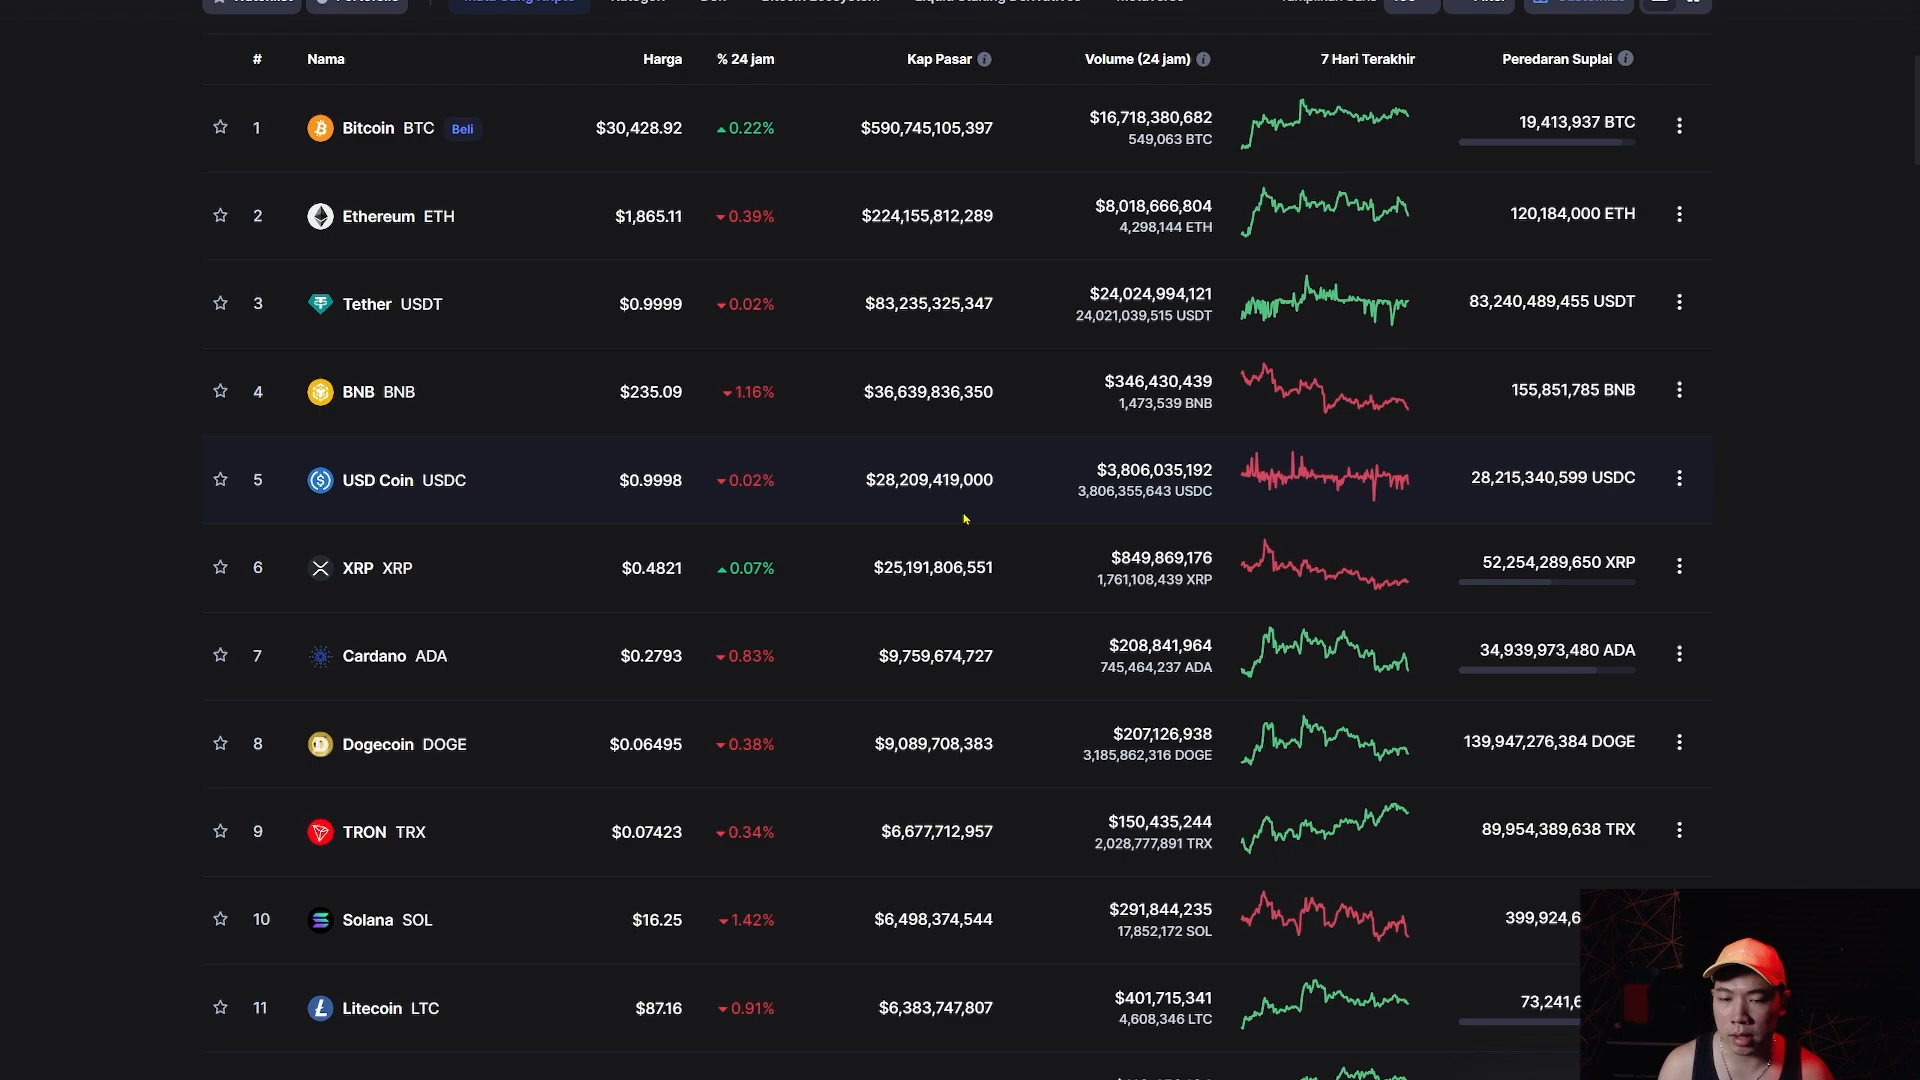 # Nama Harga % 24 jam Kap Pasar Volume (24 jam) 7 Hari Terakhir Peredaran Suplai
1 Bitcoin BTC Beli $30,428.92 0.22% $590,745,105,397 $16,718,380,682 19,413,937 BTC
549,063 BTC
2 Ethereum ETH $1,865.11 0.39% $224,155,812,289 $8,018,666,804 120,184,000 ETH
4,298,144 ETH
3 Tether USDT $0.9999 0.02% $83,235,325,347 $24,024,994,121 83,240,489,455 USDT
24,021,039,515 USDT
4 BNB BNB $235.09 1.16% $36,639,836,350 $346,430,439 155,851,785 BNB
1,473,539 BNB
5 USD Coin USDC $0.9998 0.02% $28,209,419,000 $3,806,035,192 28,215,340,599 USDC
3,806,355,643 USDC
6 XRP XRP $0.4821 0.07% $25,191,806,551 $849,869,176 52,254,289,650 XRP
1,761,108,439 XRP
7 Cardano ADA $0.2793 0.83% $9,759,674,727 $208,841,964 34,939,973,480 ADA
745,464,237 ADA
8 Dogecoin DOGE $0.06495 0.38% $9,089,708,383 $207,126,938 139,947,276,384 DOGE
3,185,862,316 DOGE
9 TRON TRX $0.07423 0.34% $6,677,712,957 $150,435,244 89,954,389,638 TRX
2,028,777,891 TRX
10 Solana SOL $16.25 1.42% $6,498,374,544 $291,844,235 399,924,6
17,852,172 SOL
11 Litecoin LTC $87.16 0.91% $6,383,747,807 $401,715,341 73,241,6
4,608,346 LTC